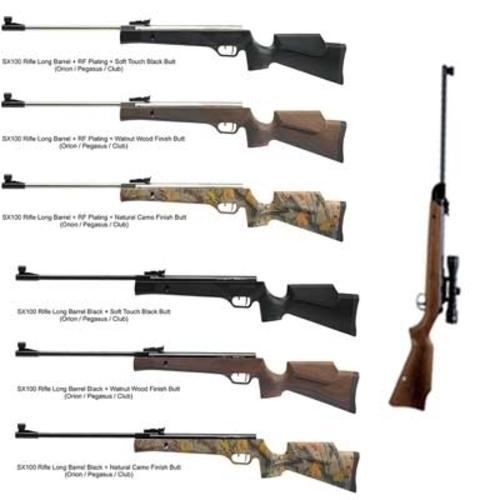 SX100 Rifle Long Barrel + RF Plating + Soft Touch Black Butt
(Orion / Pegasus / Club)
SX100 Rifle Long Barrel + RF Plating + Walnut Wood Finish Butt
(Orion / Pegasus / Club)
SX100 Rifle Long Barrel + RF Plating + Natural Camo Finish Butt
(Orion / Pegasus / Club)
SX100 Rifle Long Barrel Black + Soft Touch Black Butt
(Orion / Pegasus / Club)
SX100 Rifle Long Barrel Black + Walnut Wood Finish Butt
(Orion / Pegasus / Club)
SX100 Rifle Long Barrel Black + Natural Camo Finish Butt
(Orion / Pegasus / Club)